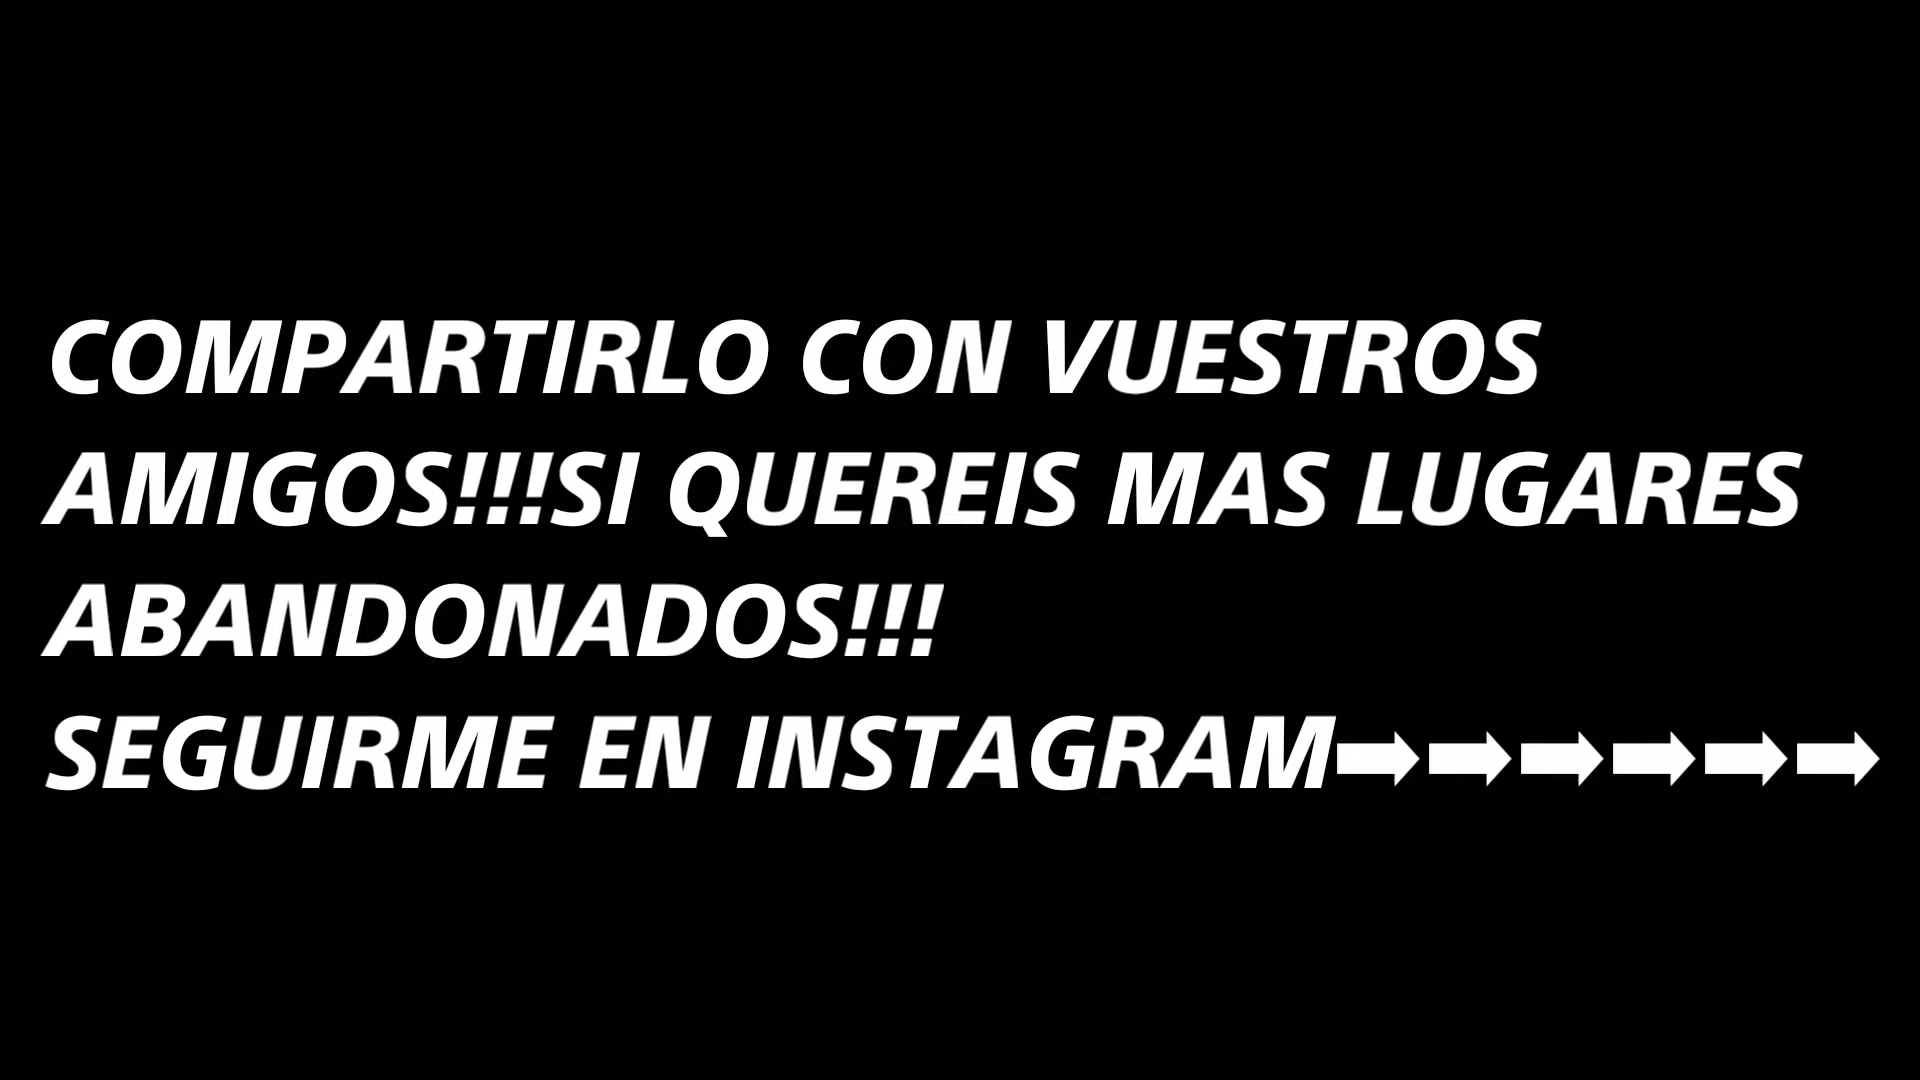 COMPARTIRLO CON VUESTROS
AMIGOS!!!SI QUEREIS MAS LUGARES
ABANDONADOS!!!
SEGUIRME EN INSTAGRAM➡➡➡➡➡➡